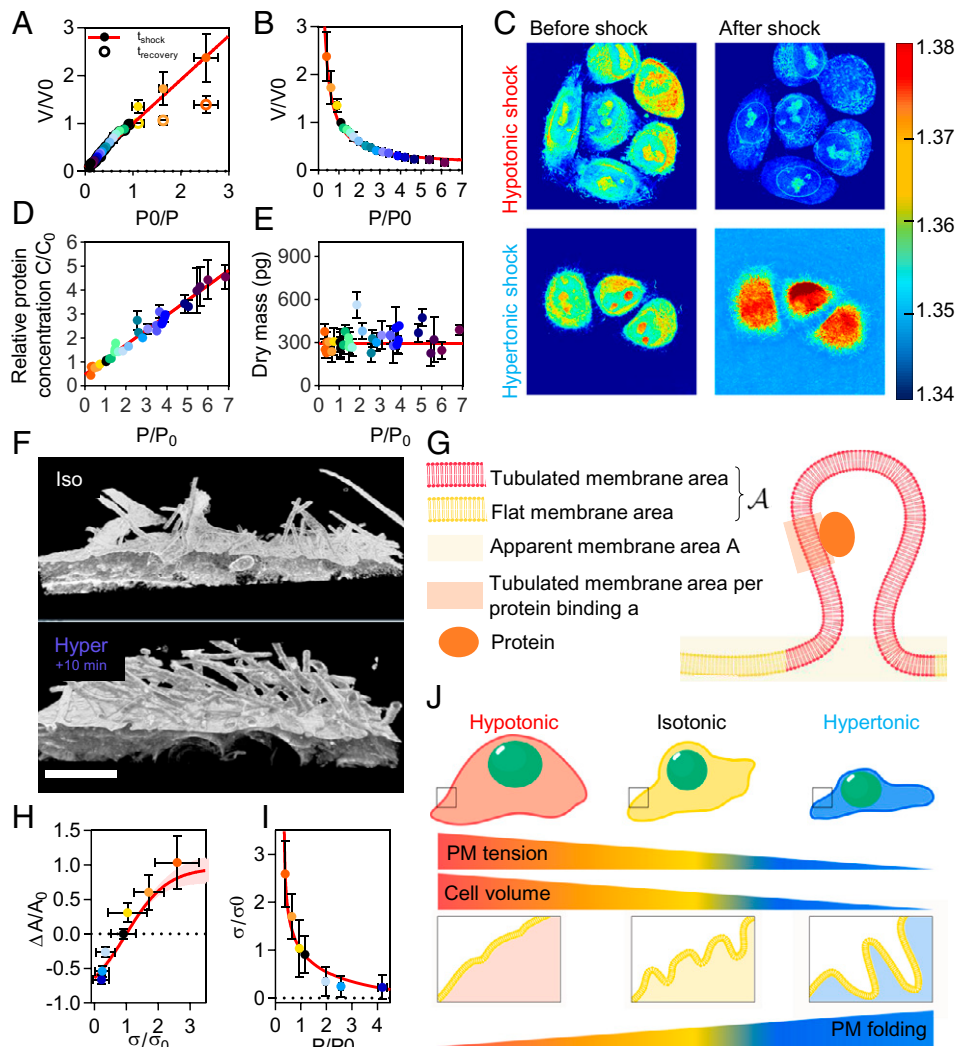 A
3
2
1
0
V/V0
t_shock
t_recovery
0 1 2 3
P0/P
B
3
2
1
0
V/V0
0 1 2 3 4 5 6 7
P/P0
C
Before shock
After shock
Hypotonic shock
Hypertonic shock
1.38
1.37
1.36
1.35
1.34
D
6
5
4
3
2
1
0
Relative protein
concentration C/C₀
0 1 2 3 4 5 6 7
P/P₀
E
900
600
300
0
Dry mass (pg)
0 1 2 3 4 5 6 7
P/P₀
F
Iso
Hyper
+10 min
G
Tubulated membrane area
Flat membrane area
𝒜
Apparent membrane area A
Tubulated membrane area per
protein binding a
Protein
H
1.5
1.0
0.5
0.0
-0.5
-1.0
ΔA/A₀
0 1 2 3
σ/σ₀
I
3
2
1
0
σ/σ0
0 1 2 3 4
P/P0
J
Hypotonic
Isotonic
Hypertonic
PM tension
Cell volume
PM folding